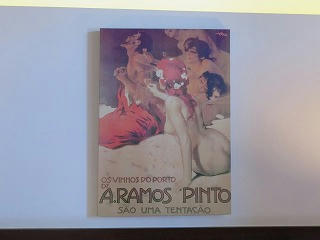 OS VINHOS DO PORTO
DE
A.RAMOS PINTO
SÃO UMA TENTAÇÃO